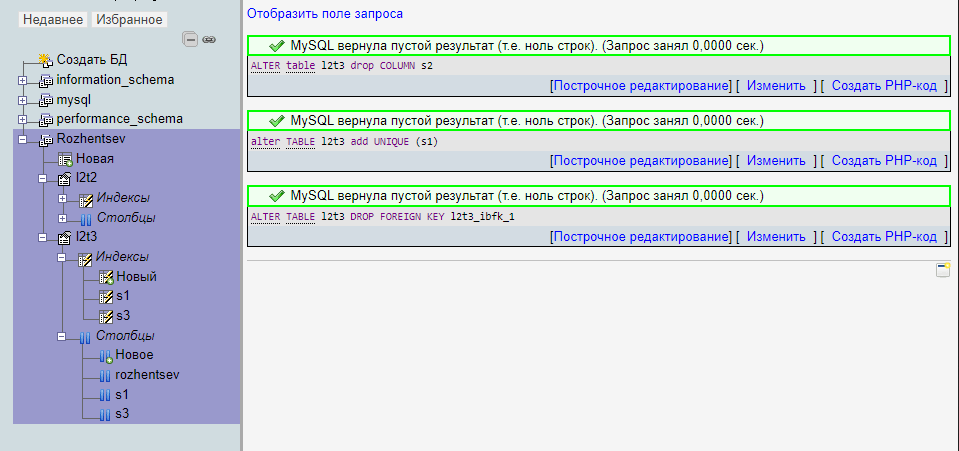 Недавнее Избранное
Создать БД
information_schema
mysql
performance_schema
Rozhentsev
Новая
l2t2
Индексы
Столбцы
l2t3
Индексы
Новый
s1
s3
Столбцы
Новое
rozhentsev
s1
s3
Отобразить поле запроса
MySQL вернула пустой результат (т.е. ноль строк). (Запрос занял 0,0000 сек.)
ALTER table l2t3 drop COLUMN s2
[Построчное редактирование] [ Изменить ] [ Создать PHP-код ]
MySQL вернула пустой результат (т.е. ноль строк). (Запрос занял 0,0000 сек.)
alter TABLE l2t3 add UNIQUE (s1)
[Построчное редактирование] [ Изменить ] [ Создать PHP-код ]
MySQL вернула пустой результат (т.е. ноль строк). (Запрос занял 0,0000 сек.)
ALTER TABLE l2t3 DROP FOREIGN KEY l2t3_ibfk_1
[Построчное редактирование] [ Изменить ] [ Создать PHP-код ]